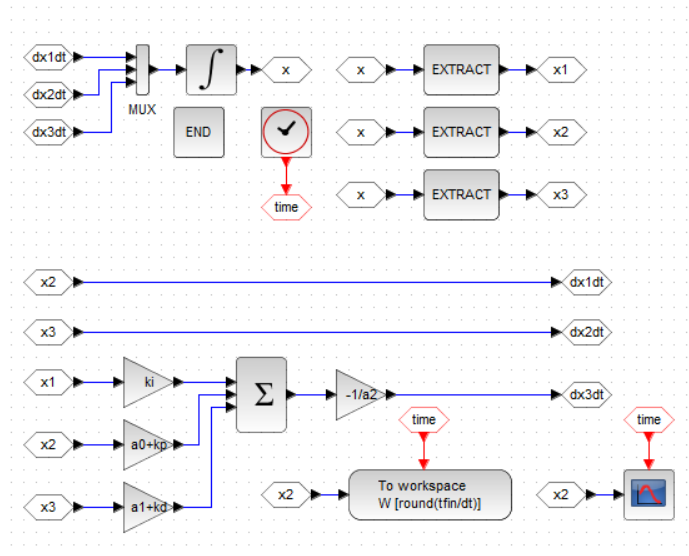 dx1dt
dx2dt
dx3dt
MUX
∫
x
END
time
x
EXTRACT
x1
x
EXTRACT
x2
x
EXTRACT
x3
x2
dx1dt
x3
dx2dt
x1
ki
Σ
-1/a2
dx3dt
x2
a0+kp
x3
a1+kd
time
x2
To workspace
W [round(tfin/dt)]
time
x2